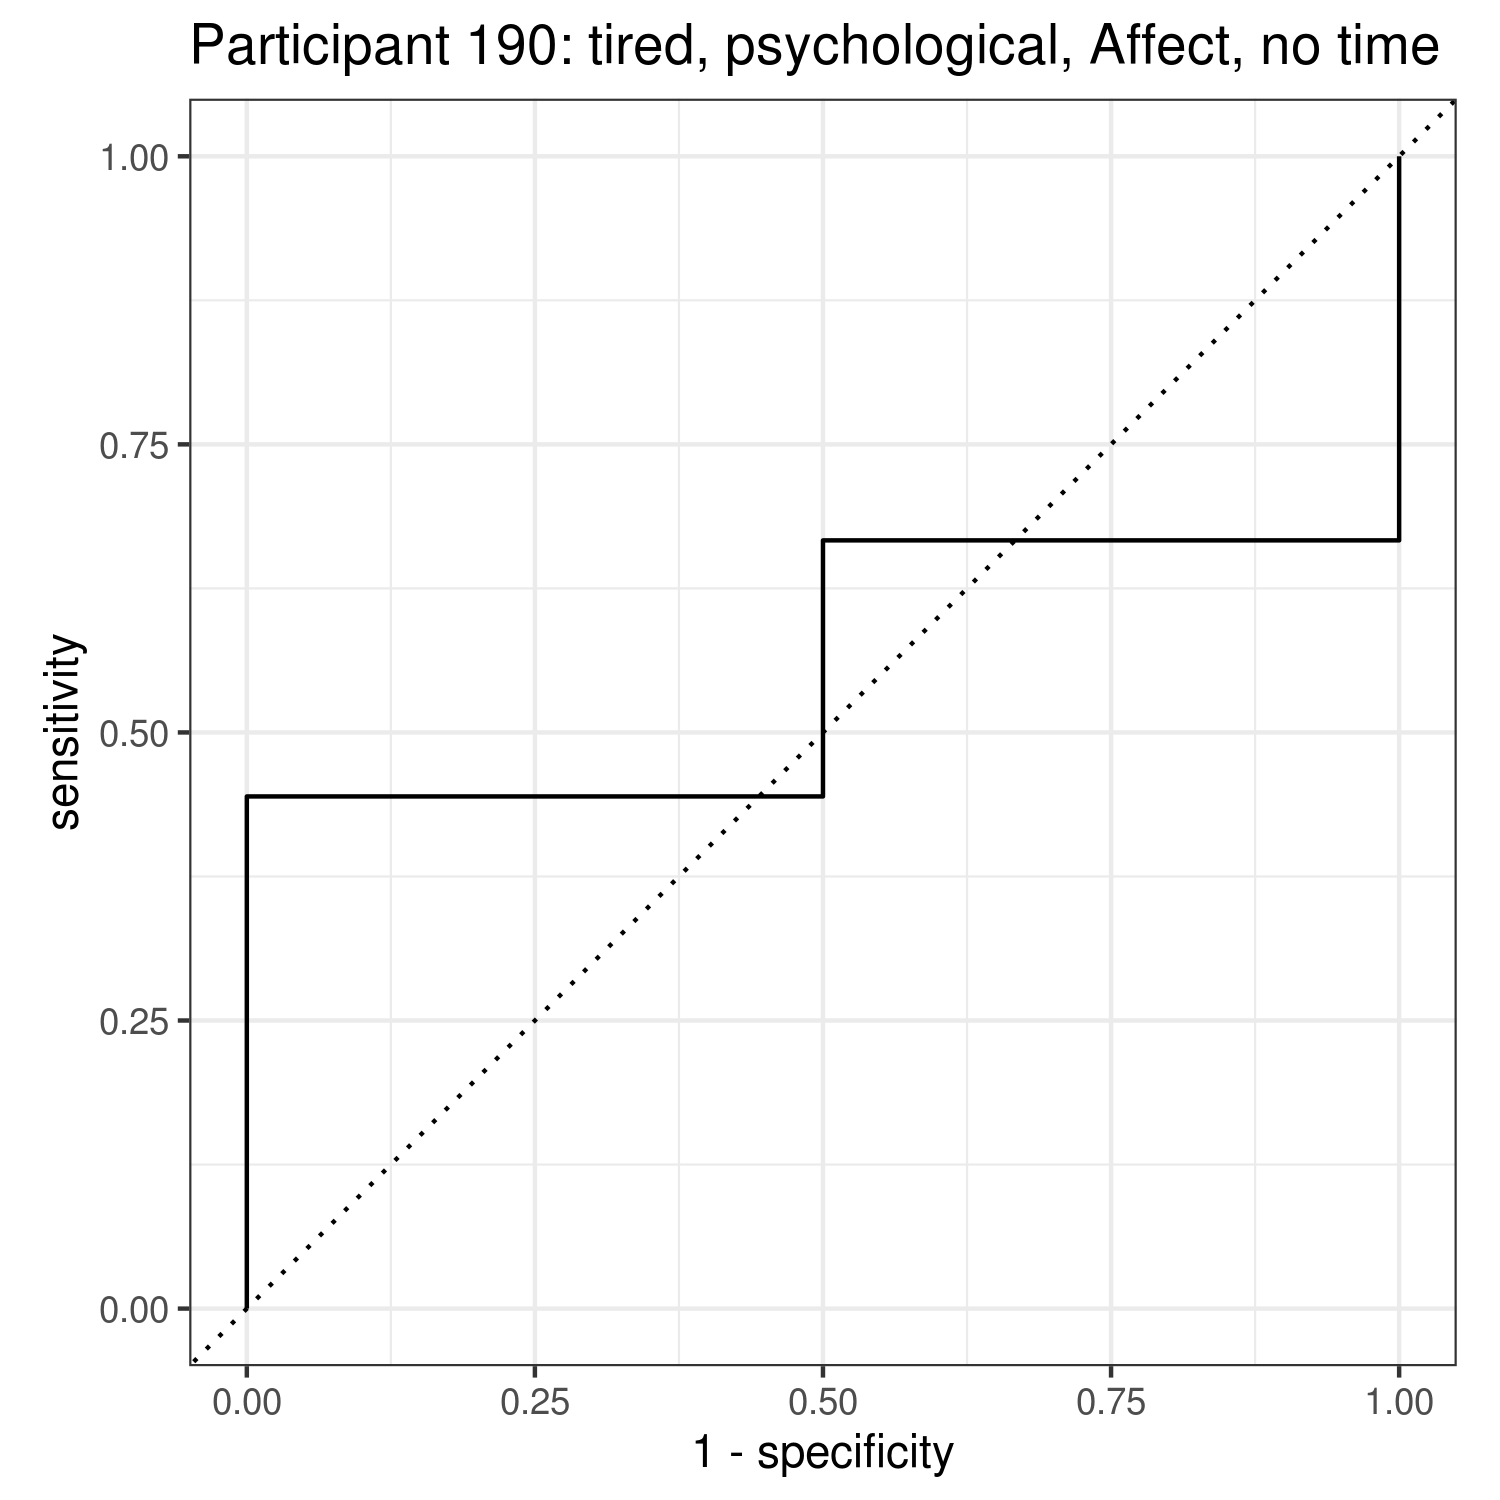 Participant 190: tired, psychological, Affect, no time
1.00
0.75
0.50
0.25
0.00
sensitivity
0.00 0.25 0.50 0.75 1.00
1 - specificity